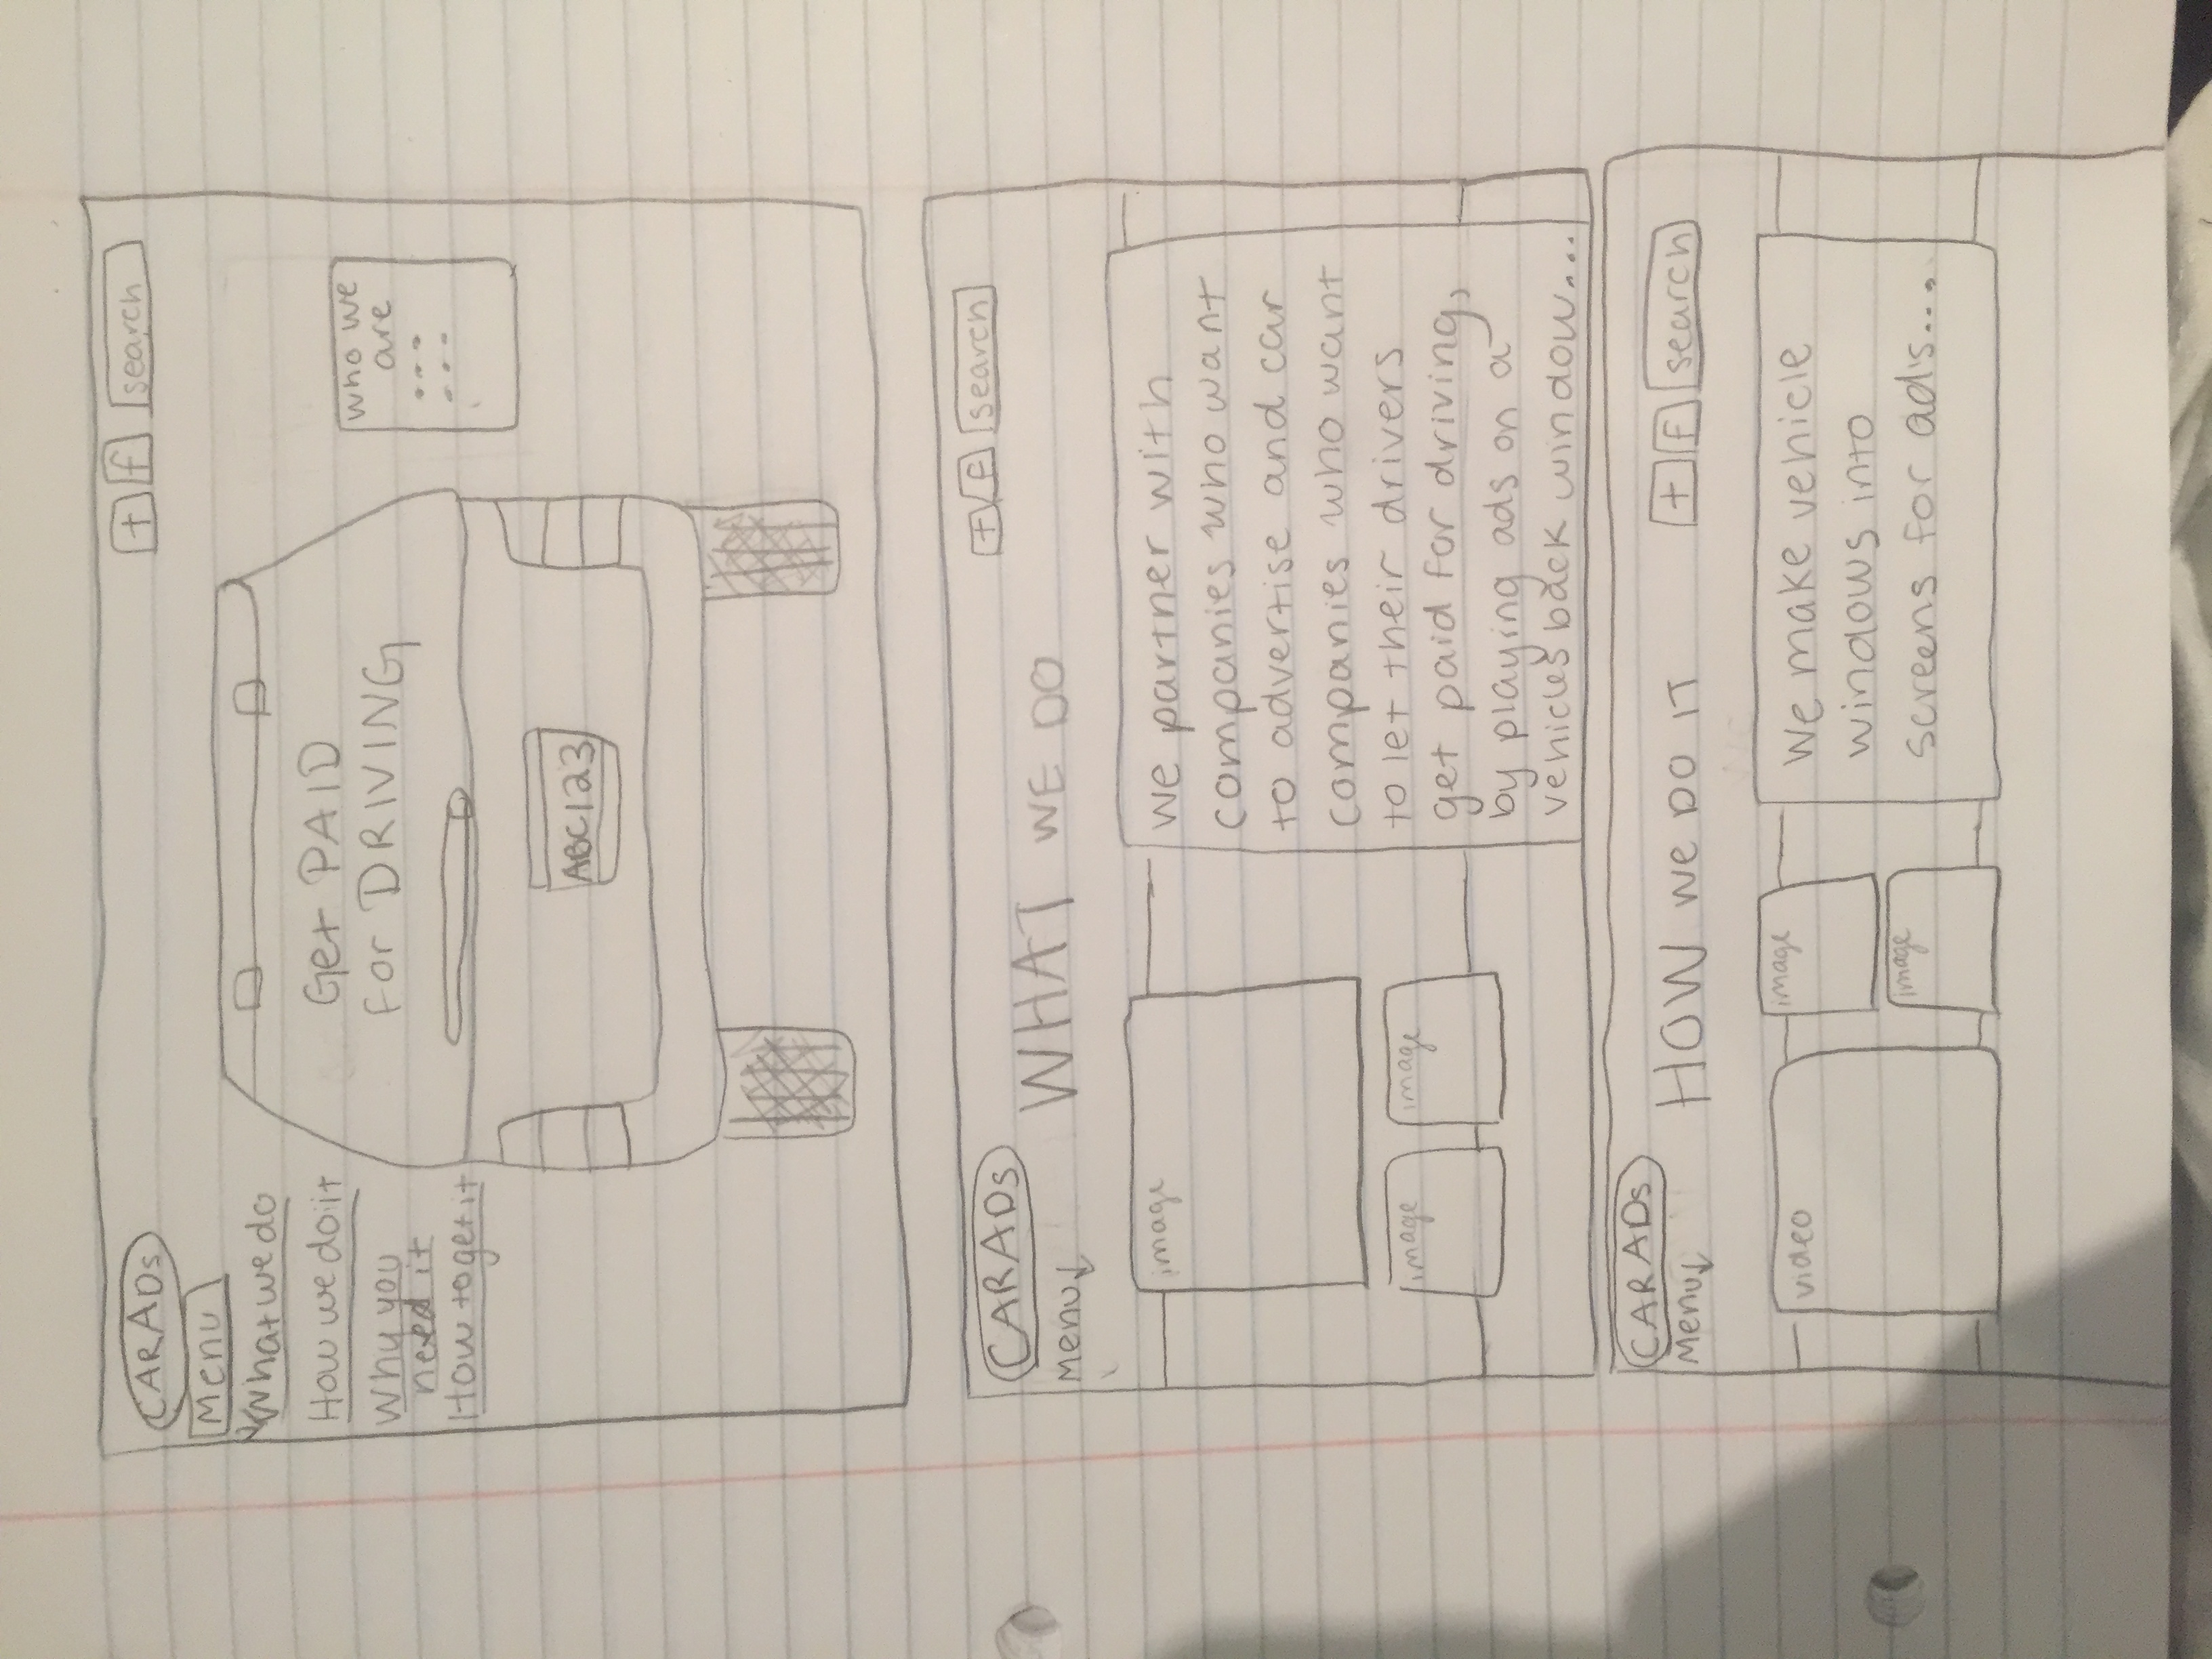 CARADs
t f search
Menu
What we do
How we do it
Why you
need it
How to get it
Get PAID
for DRIVING
who we
are
...
...
ABC123
CARADs
t f search
WHAT WE DO
Menu↓
image
image image
we partner with
companies who want
to advertise and car
companies who want
to let their drivers
get paid for driving,
by playing ads on a
vehicles back window...
CARADs
HOW WE DO IT
t f search
Menu↓
video
image
image
We make vehicle
windows into
screens for ads...